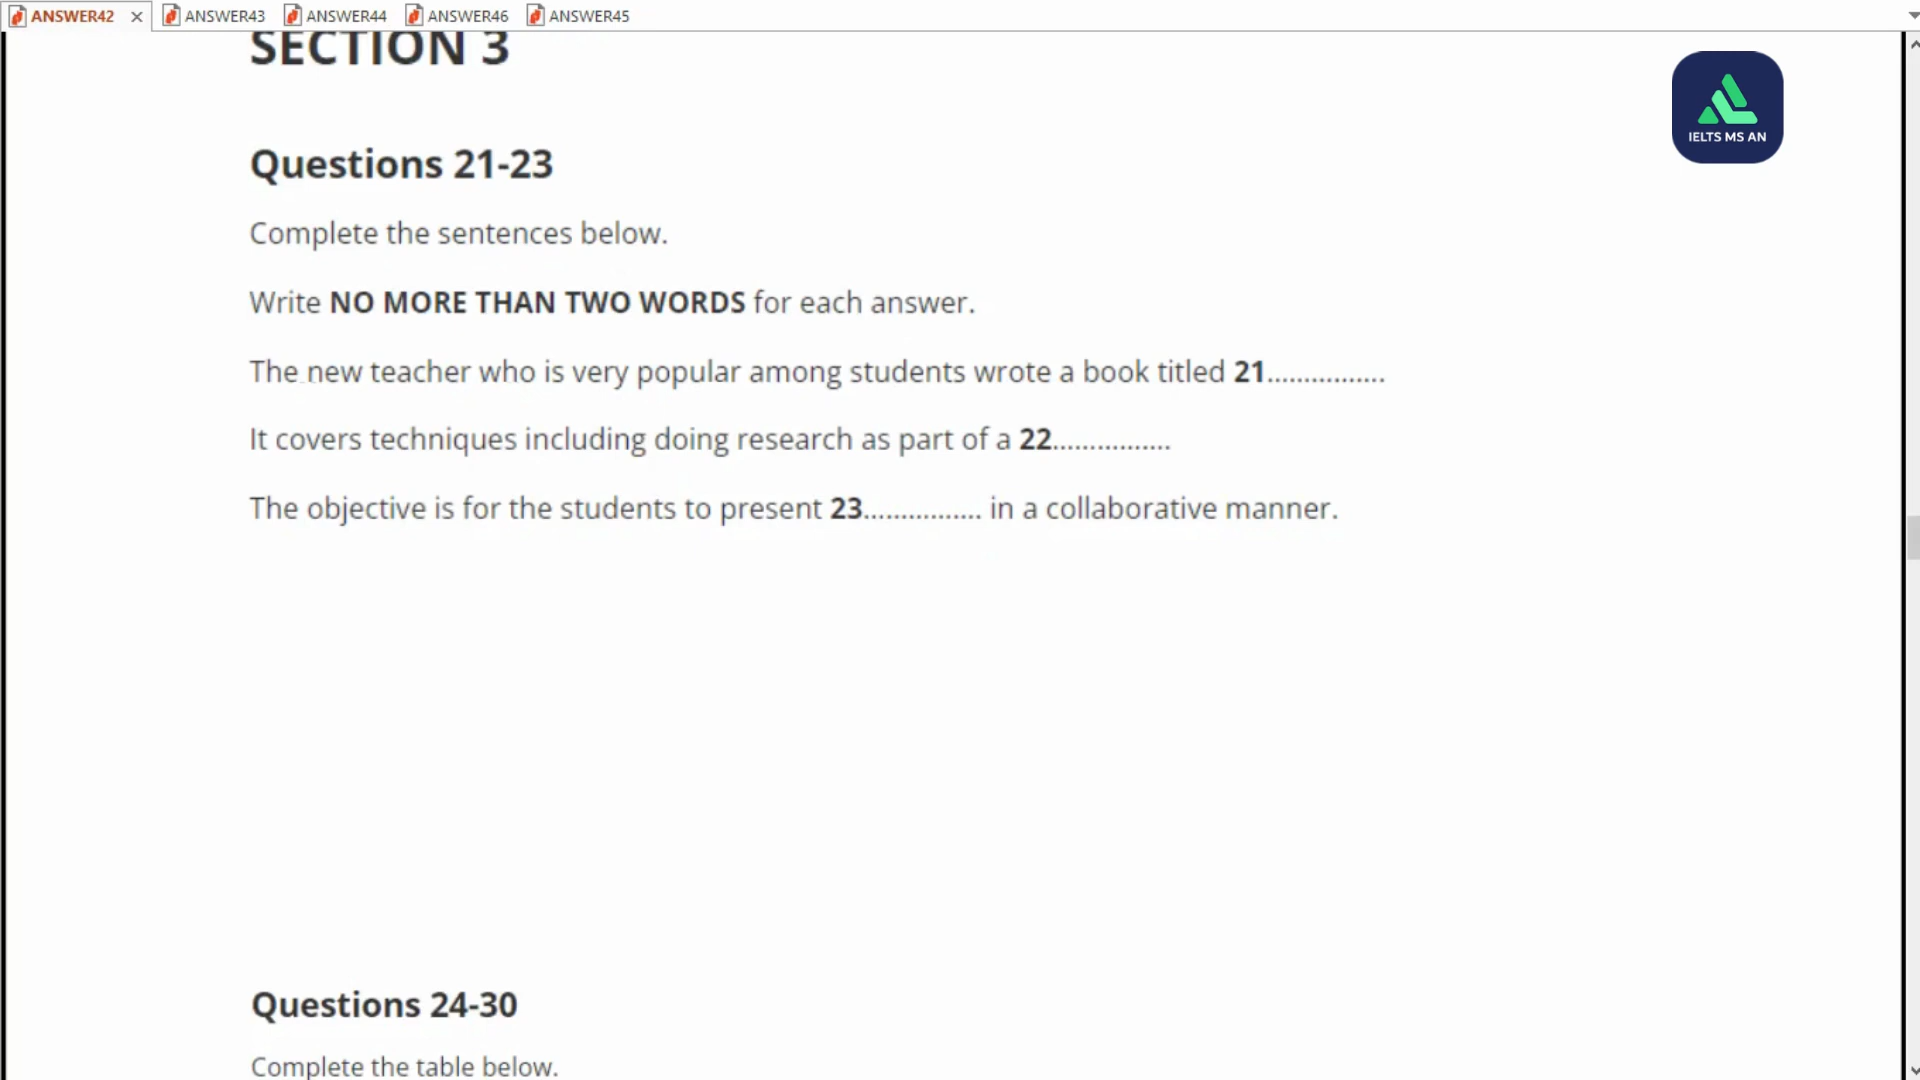 ANSWER42 ANSWER43 ANSWER44 ANSWER46 ANSWER45
SECTION 3
IELTS MS AN
Questions 21-23
Complete the sentences below.
Write NO MORE THAN TWO WORDS for each answer.
The new teacher who is very popular among students wrote a book titled 21................
It covers techniques including doing research as part of a 22................
The objective is for the students to present 23................ in a collaborative manner.
Questions 24-30
Complete the table below.